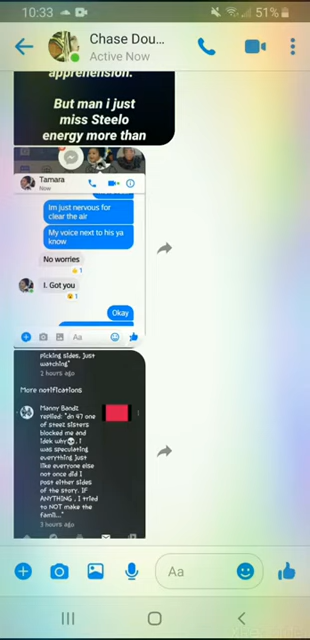 10:33
51%
Chase Dou...
Active Now
apprehension.
But man i just
miss Steelo
energy more than
Tamara
Now
Im just nervous for
clear the air
My voice next to his ya
know
No worries
1
I. Got you
1
Okay
Aa
picking sides, just
watching"
2 hours ago
More notifications
Manny Bandz
replied: "dn 47 one
of steel sisters
blocked me and
idek why💀. i
was speculating
everything just
like everyone else
not once did I
post either sides
of the story. IF
ANYTHING , I tried
to NOT make the
famili..."
3 hours ago
Aa